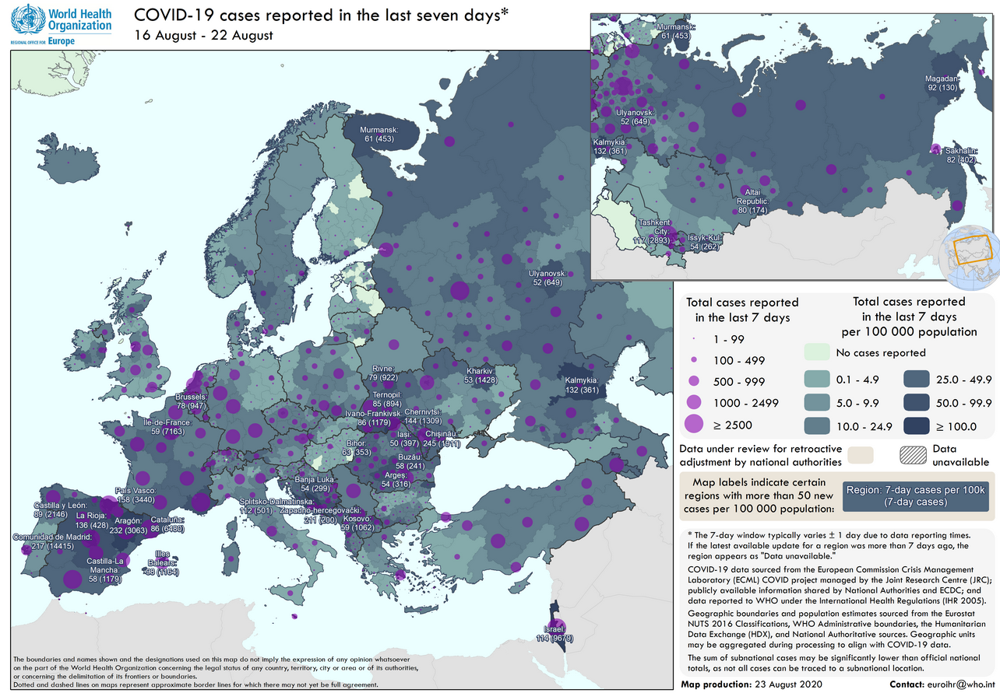 World Health
Organization
REGIONAL OFFICE FOR Europe
COVID-19 cases reported in the last seven days*
16 August - 22 August
Murmansk:
61 (453)
Ulyanovsk:
52 (649)
Rivne:
79 (922)
Kharkiv:
53 (1428)
Kalmykia:
132 (361)
Brussels:
78 (947)
Ternopil:
85 (894)
Île-de-France:
59 (7163)
Ivano-Frankivsk:
86 (1179)
Chernivtsi:
144 (1309)
Iași:
50 (397)
Chișinău:
245 (1911)
Bihor:
63 (353)
Buzău:
58 (241)
Argeș:
54 (316)
Banja Luka:
54 (299)
País Vasco:
158 (3440)
Castilla y León:
89 (2146)
La Rioja:
136 (428)
Aragón:
232 (3063)
Cataluña:
86 (6480)
Splitsko-Dalmatinska:
112 (501)
Zapadno-hercegovački:
211 (200)
Kosovo:
59 (1062)
Comunidad de Madrid:
217 (14415)
Castilla-La
Mancha:
58 (1179)
Illes
Balears:
98 (1164)
Israel:
114 (9679)
The boundaries and names shown and the designations used on this map do not imply the expression of any opinion whatsoever
on the part of the World Health Organization concerning the legal status of any country, territory, city or area or of its authorities,
or concerning the delimitation of its frontiers or boundaries.
Dotted and dashed lines on maps represent approximate border lines for which there may not yet be full agreement.
Murmansk:
61 (453)
Magadan:
92 (130)
Ulyanovsk:
52 (649)
Kalmykia:
132 (361)
Sakhalin:
82 (402)
Altai
Republic:
80 (174)
Tashkent
City:
117 (2893)
Issyk-Kul:
54 (262)
Total cases reported
in the last 7 days
1 - 99
100 - 499
500 - 999
1000 - 2499
≥ 2500
Total cases reported
in the last 7 days
per 100 000 population
No cases reported
0.1 - 4.9
5.0 - 9.9
10.0 - 24.9
25.0 - 49.9
50.0 - 99.9
≥ 100.0
Data under review for retroactive
adjustment by national authorities
Data
unavailable
Map labels indicate certain
regions with more than 50 new
cases per 100 000 population:
Region: 7-day cases per 100k
(7-day cases)
* The 7-day window typically varies ± 1 day due to data reporting times.
If the latest available update for a region was more than 7 days ago, the
region appears as "Data unavailable."
COVID-19 data sourced from the European Commission Crisis Management
Laboratory (ECML) COVID project managed by the Joint Research Centre (JRC);
publicly available information shared by National Authorities and ECDC; and
data reported to WHO under the International Health Regulations (IHR 2005).
Geographic boundaries and population estimates sourced from the Eurostat
NUTS 2016 Classifications, WHO Administrative boundaries, the Humanitarian
Data Exchange (HDX), and National Authoritative sources. Geographic units
may be aggregated during processing to align with COVID-19 data.
The sum of subnational cases may be significantly lower than official national
totals, as not all cases can be traced to a subnational location.
Map production: 23 August 2020
Contact: euroihr@who.int